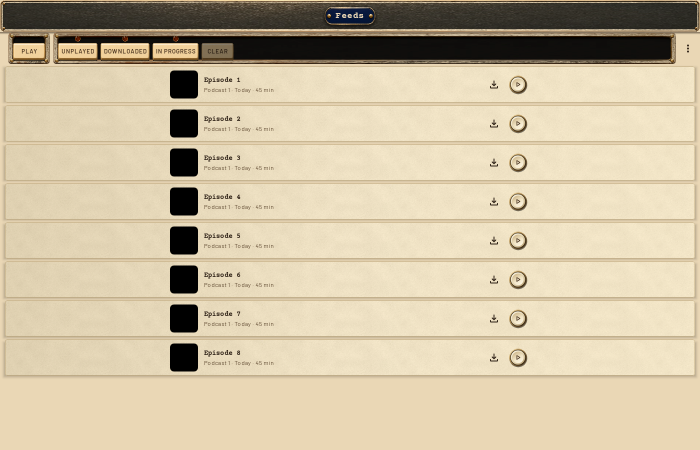 Feeds
PLAY UNPLAYED DOWNLOADED IN PROGRESS CLEAR
Episode 1
Podcast 1 · Today · 45 min
Episode 2
Podcast 1 · Today · 45 min
Episode 3
Podcast 1 · Today · 45 min
Episode 4
Podcast 1 · Today · 45 min
Episode 5
Podcast 1 · Today · 45 min
Episode 6
Podcast 1 · Today · 45 min
Episode 7
Podcast 1 · Today · 45 min
Episode 8
Podcast 1 · Today · 45 min